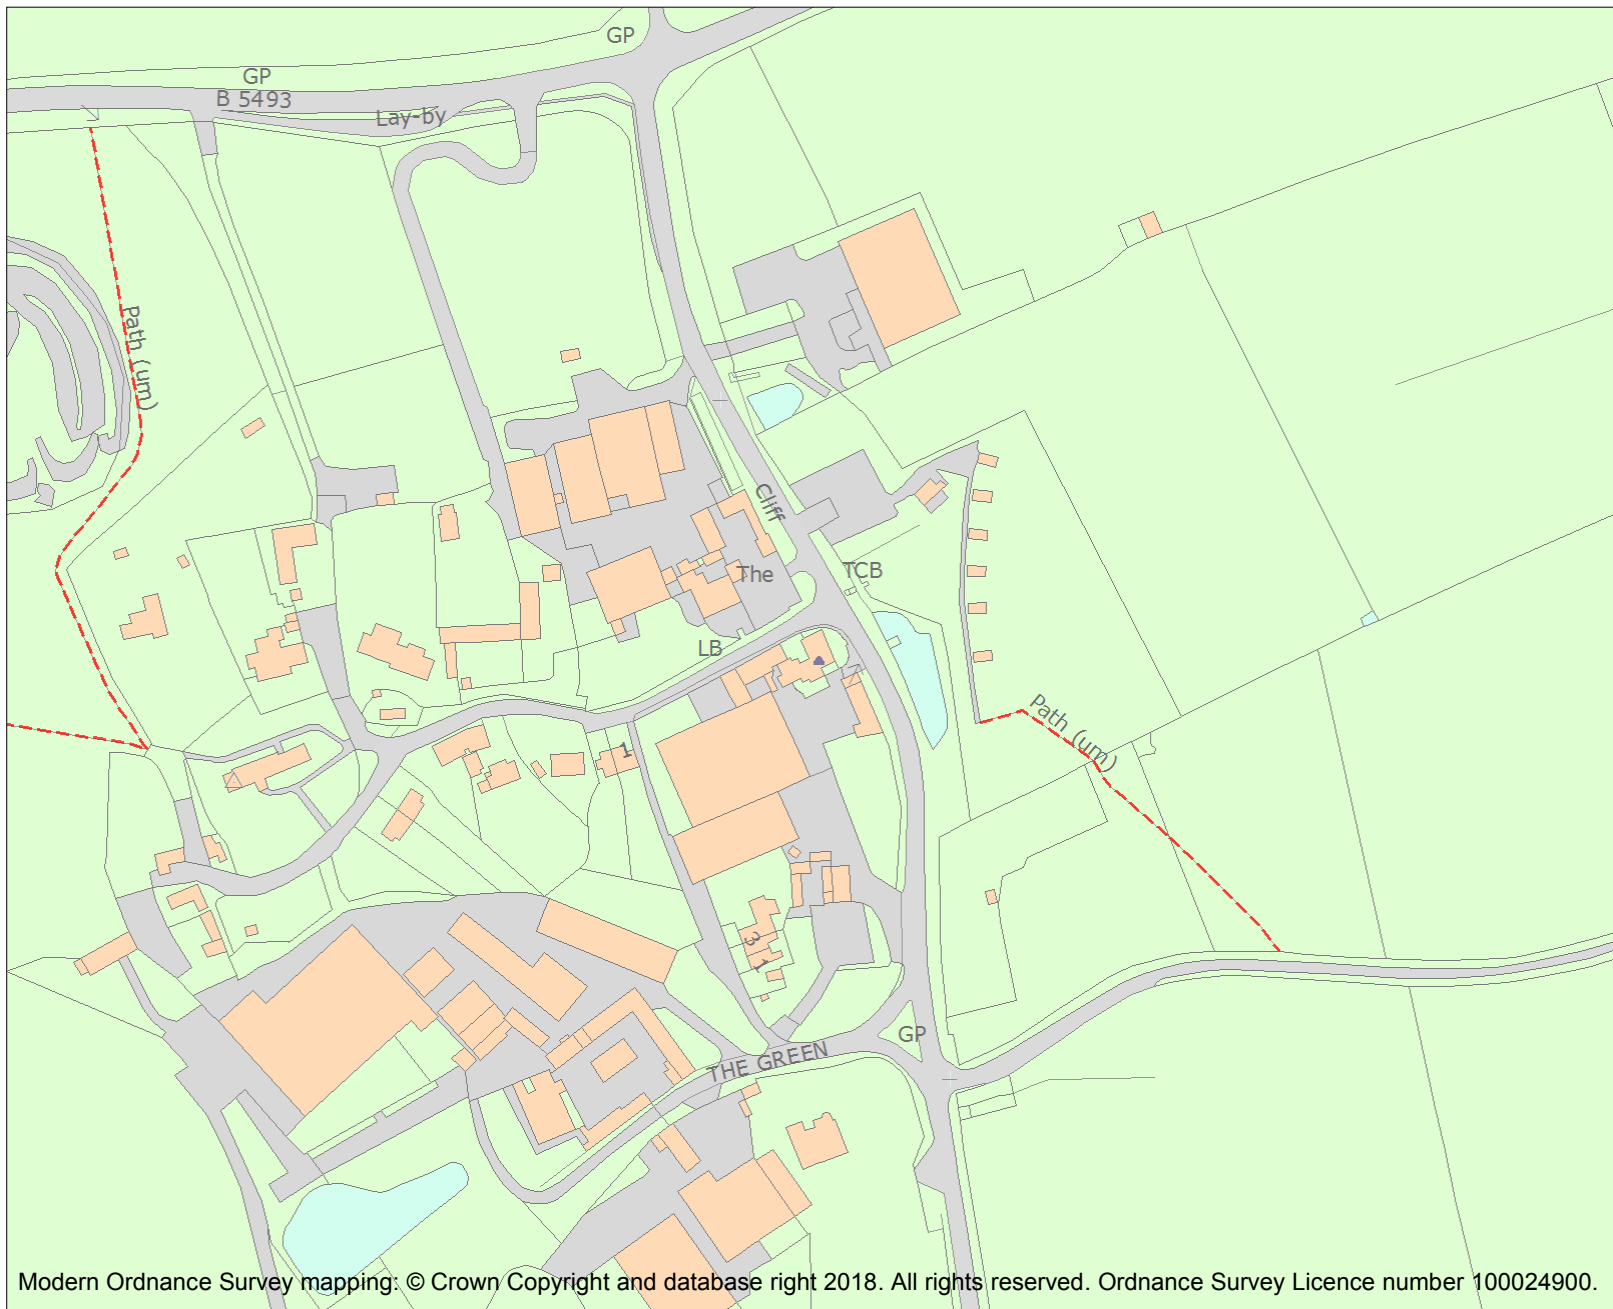 GP
GP
B 5493
Lay-by
Path (um)
Cliff
The
TCB
LB
Path (um)
1
3
1
GP
THE GREEN
Modern Ordnance Survey mapping: © Crown Copyright and database right 2018. All rights reserved. Ordnance Survey Licence number 100024900.